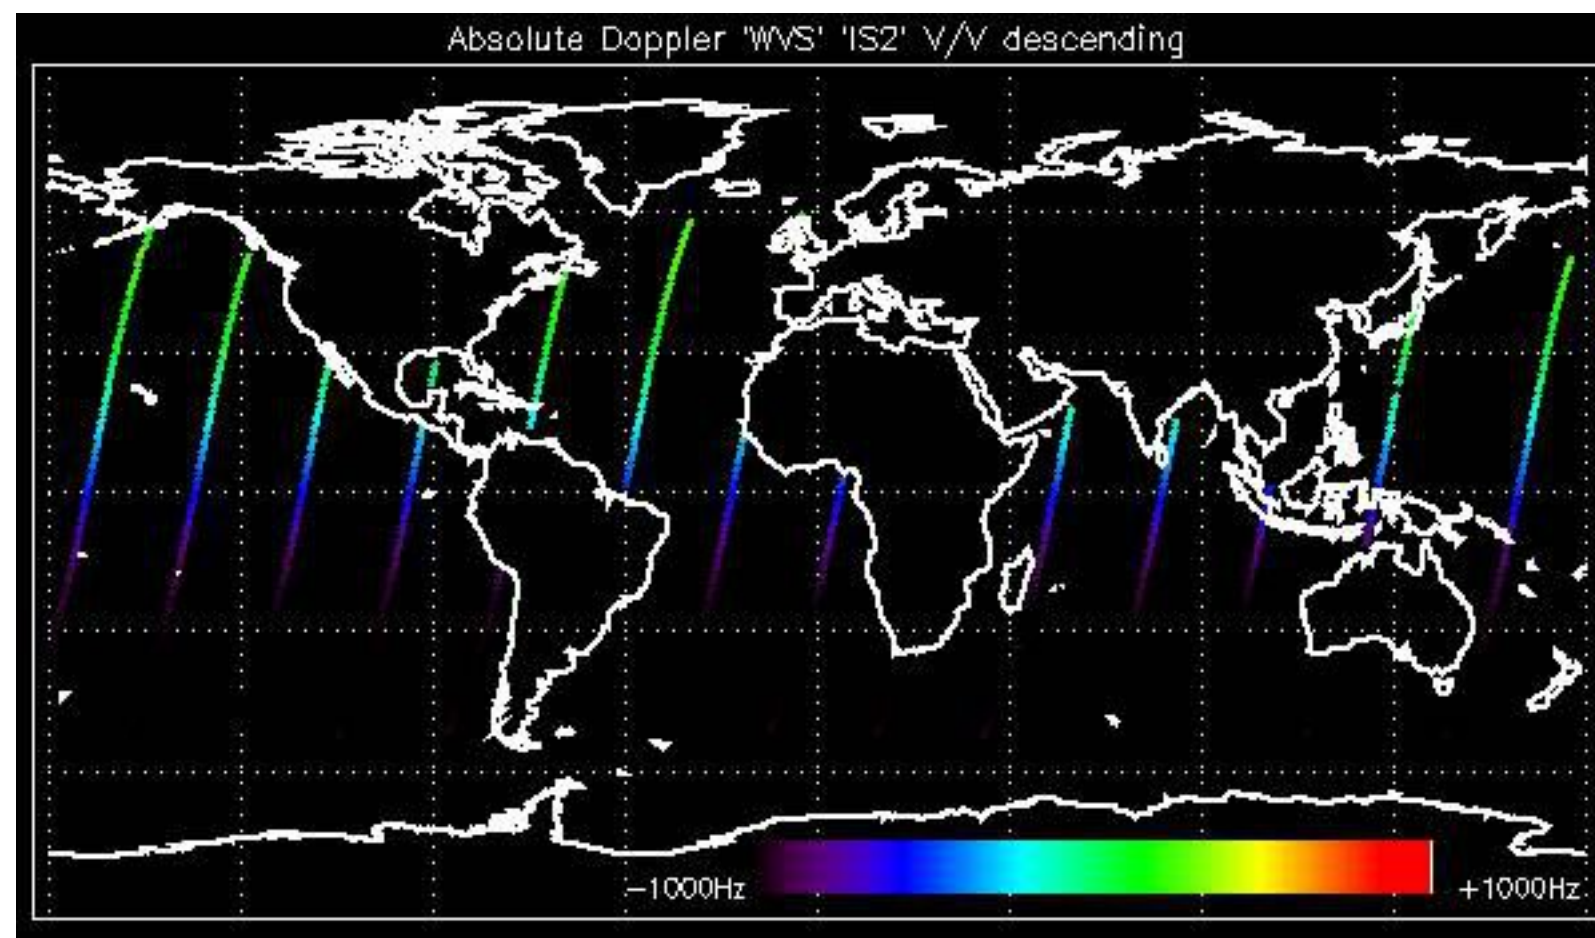 Absolute Doppler 'WVS' 'IS2' V/V descending
−1000Hz
+1000Hz